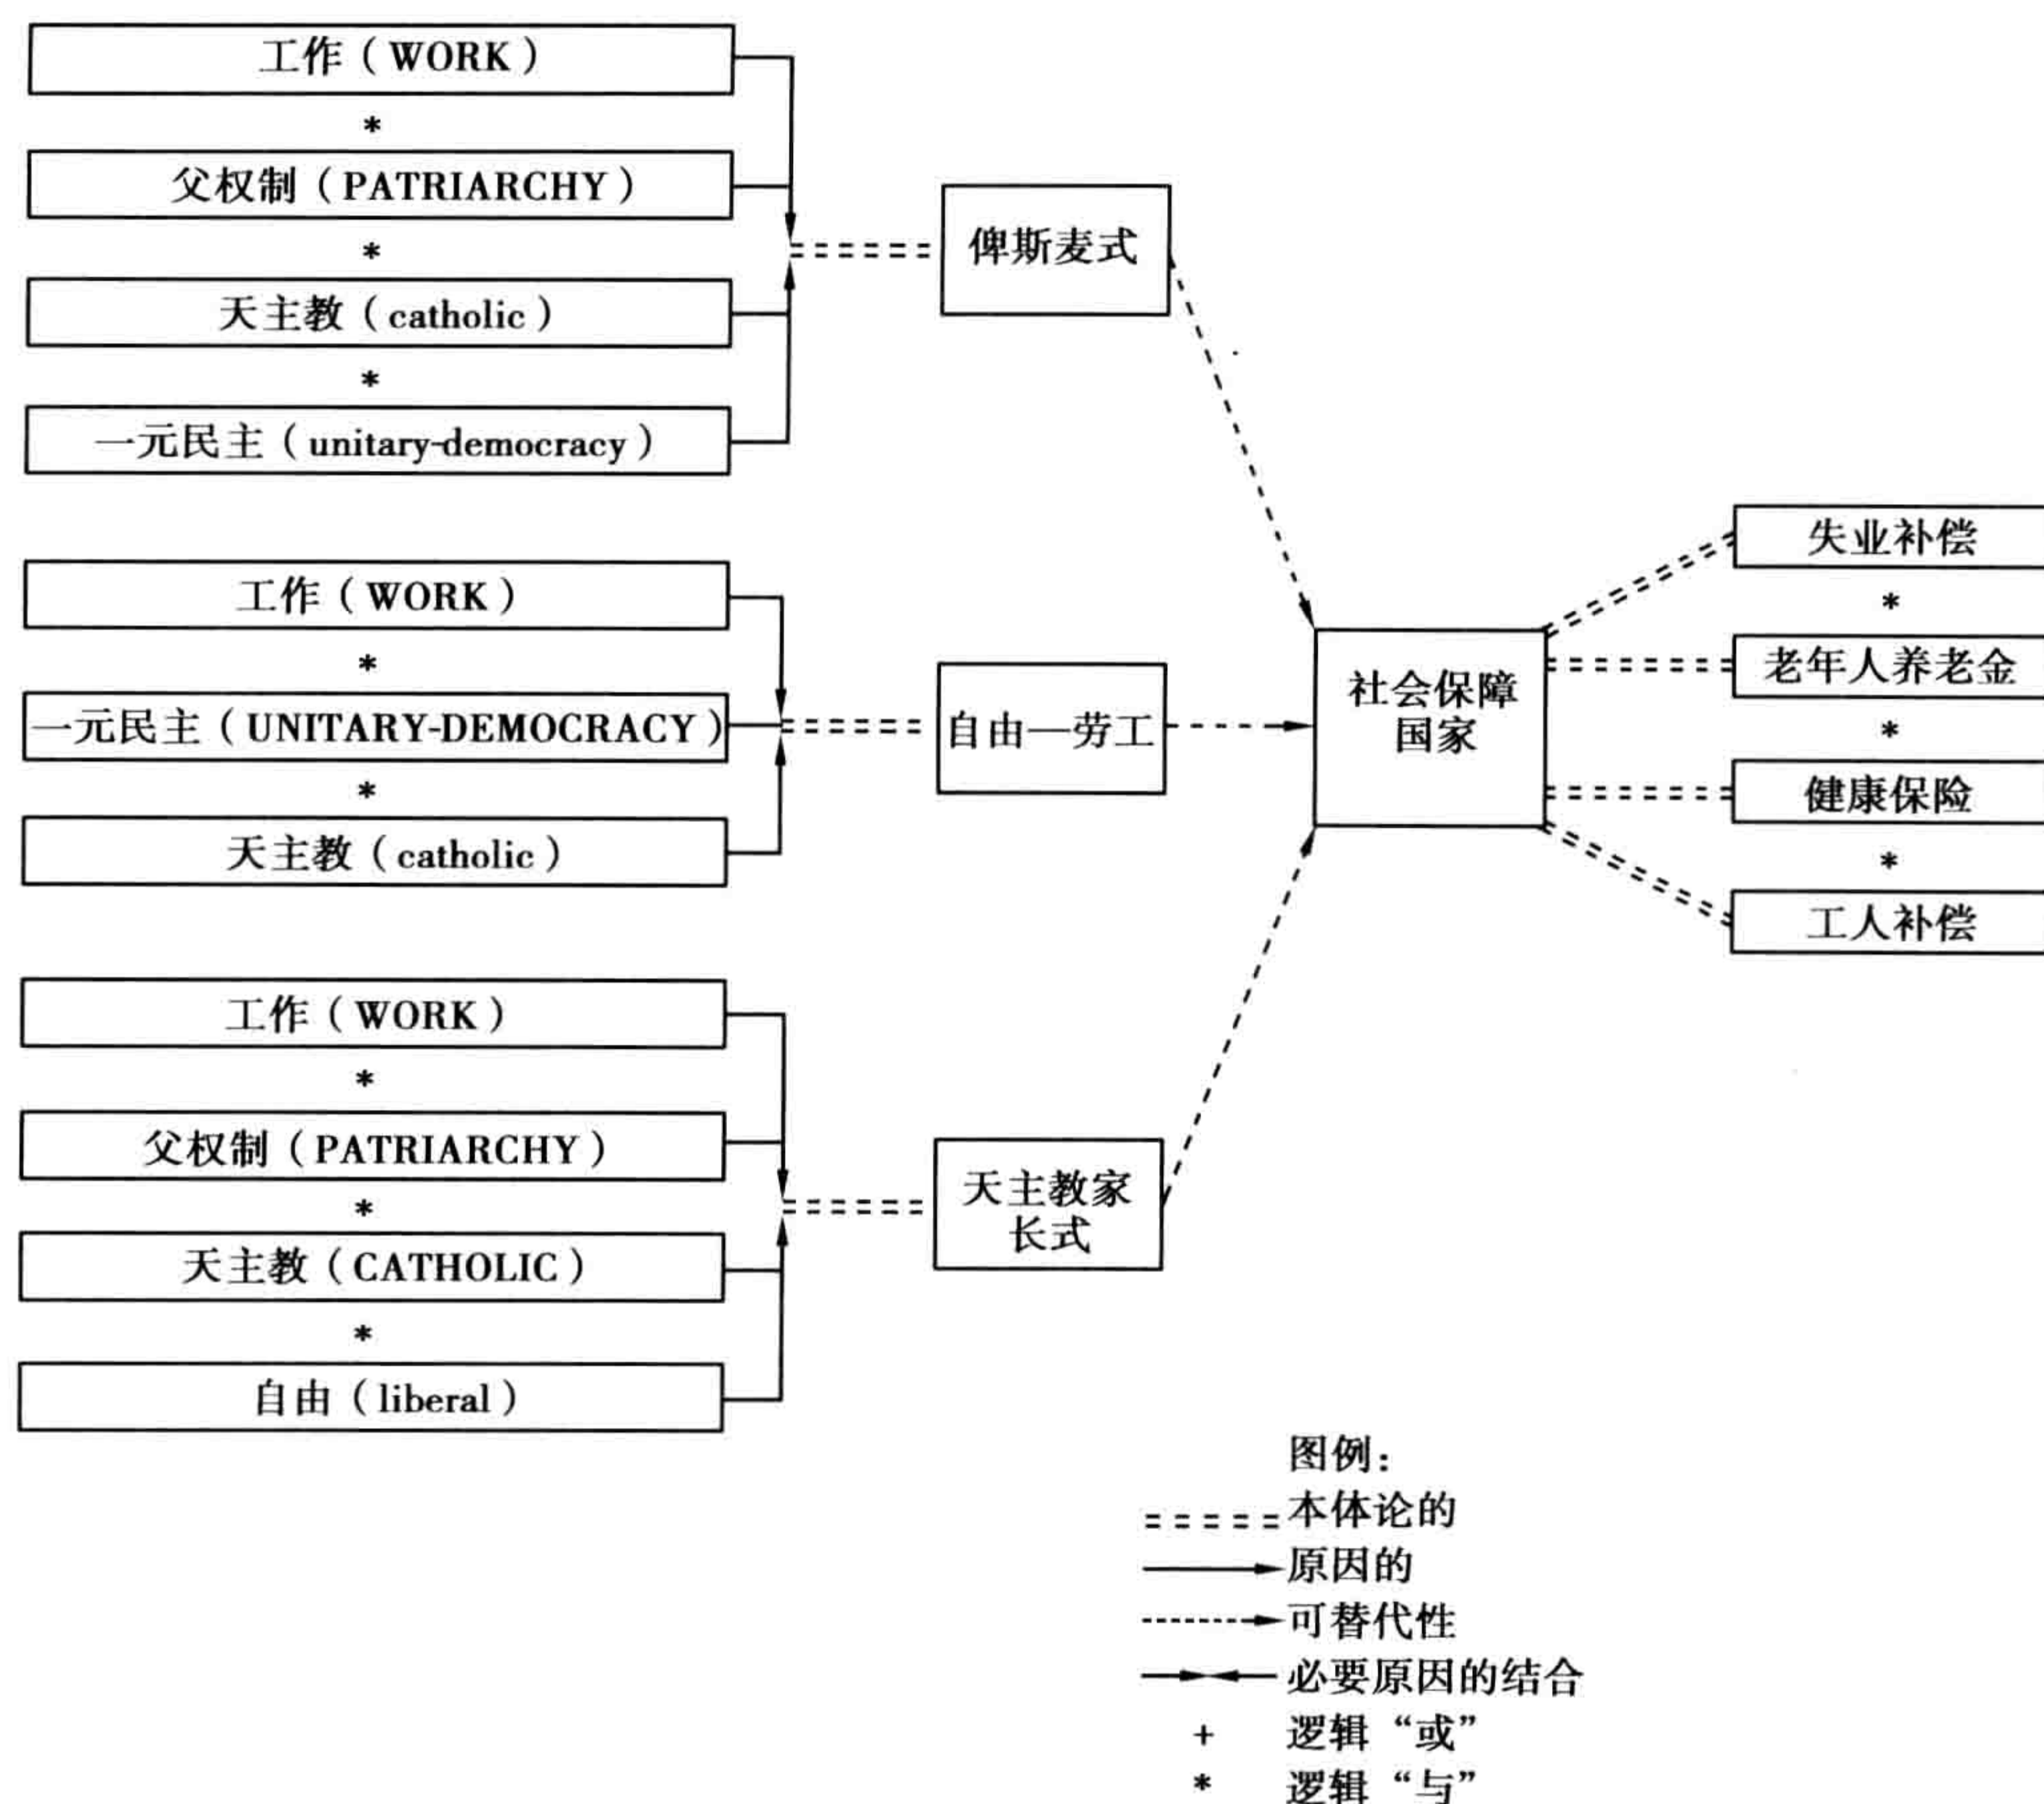 工作（WORK）
*
父权制（PATRIARCHY）
*
天主教（catholic）
*
一元民主（unitary-democracy）
俾斯麦式
工作（WORK）
*
一元民主（UNITARY-DEMOCRACY）
*
天主教（catholic）
自由—劳工
工作（WORK）
*
父权制（PATRIARCHY）
*
天主教（CATHOLIC）
*
自由（liberal）
天主教家
长式
社会保障
国家
失业补偿
*
老年人养老金
*
健康保险
*
工人补偿
图例：
本体论的
原因的
可替代性
必要原因的结合
+ 逻辑“或”
* 逻辑“与”